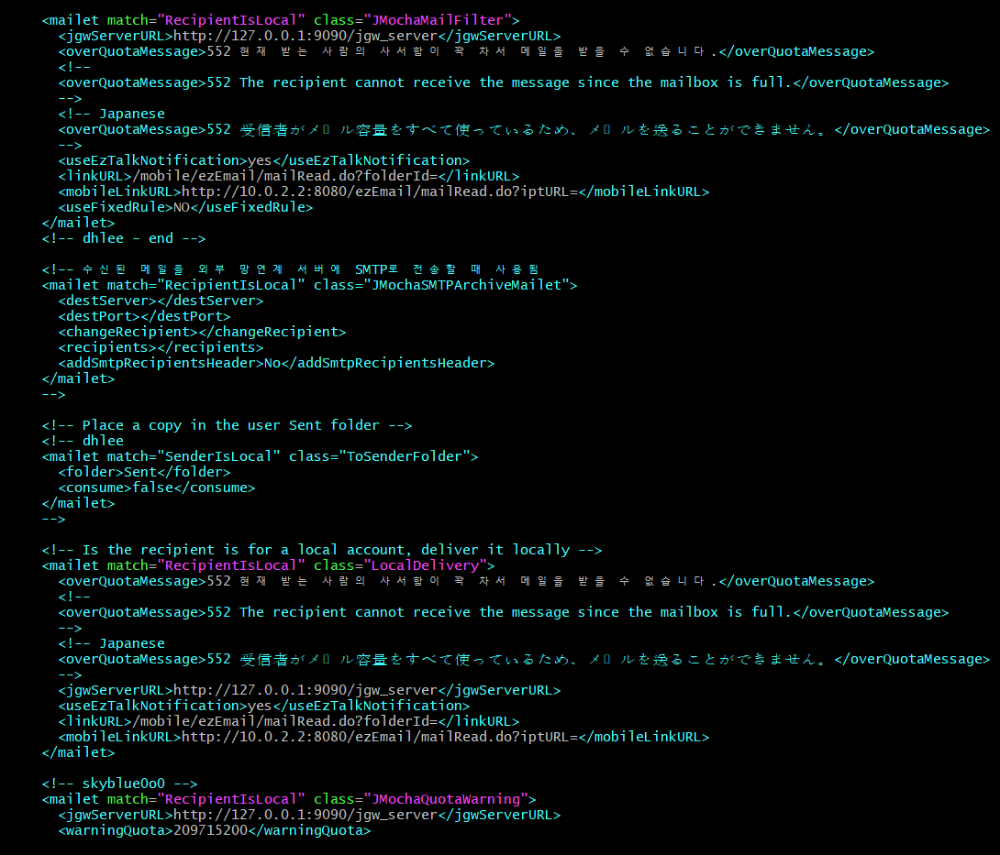 <mailet match="RecipientIsLocal" class="JMochaMailFilter">
<jgwServerURL>http://127.0.0.1:9090/jgw_server</jgwServerURL>
<overQuotaMessage>552 현재 받는 사람의 사서함이 꽉 차서 메일을 받을 수 없습니다.</overQuotaMessage>
<!--
<overQuotaMessage>552 The recipient cannot receive the message since the mailbox is full.</overQuotaMessage>
-->
<!-- Japanese
<overQuotaMessage>552 受信者がメ▯ル容量をすべて使っているため、メ▯ルを送ることができません。</overQuotaMessage>
-->
<useEzTalkNotification>yes</useEzTalkNotification>
<linkURL>/mobile/ezEmail/mailRead.do?folderId=</linkURL>
<mobileLinkURL>http://10.0.2.2:8080/ezEmail/mailRead.do?iptURL=</mobileLinkURL>
<useFixedRule>NO</useFixedRule>
</mailet>
<!-- dhlee - end -->
<!-- 수신된 메일을 외부 망연계 서버에 SMTP로 전송할 때 사용됨
<mailet match="RecipientIsLocal" class="JMochaSMTPArchiveMailet">
<destServer></destServer>
<destPort></destPort>
<changeRecipient></changeRecipient>
<recipients></recipients>
<addSmtpRecipientsHeader>No</addSmtpRecipientsHeader>
</mailet>
-->
<!-- Place a copy in the user Sent folder -->
<!-- dhlee
<mailet match="SenderIsLocal" class="ToSenderFolder">
<folder>Sent</folder>
<consume>false</consume>
</mailet>
-->
<!-- Is the recipient is for a local account, deliver it locally -->
<mailet match="RecipientIsLocal" class="LocalDelivery">
<overQuotaMessage>552 현재 받는 사람의 사서함이 꽉 차서 메일을 받을 수 없습니다.</overQuotaMessage>
<!--
<overQuotaMessage>552 The recipient cannot receive the message since the mailbox is full.</overQuotaMessage>
-->
<!-- Japanese
<overQuotaMessage>552 受信者がメ▯ル容量をすべて使っているため、メ▯ルを送ることができません。</overQuotaMessage>
-->
<jgwServerURL>http://127.0.0.1:9090/jgw_server</jgwServerURL>
<useEzTalkNotification>yes</useEzTalkNotification>
<linkURL>/mobile/ezEmail/mailRead.do?folderId=</linkURL>
<mobileLinkURL>http://10.0.2.2:8080/ezEmail/mailRead.do?iptURL=</mobileLinkURL>
</mailet>
<!-- skyblue0o0 -->
<mailet match="RecipientIsLocal" class="JMochaQuotaWarning">
<jgwServerURL>http://127.0.0.1:9090/jgw_server</jgwServerURL>
<warningQuota>209715200</warningQuota>